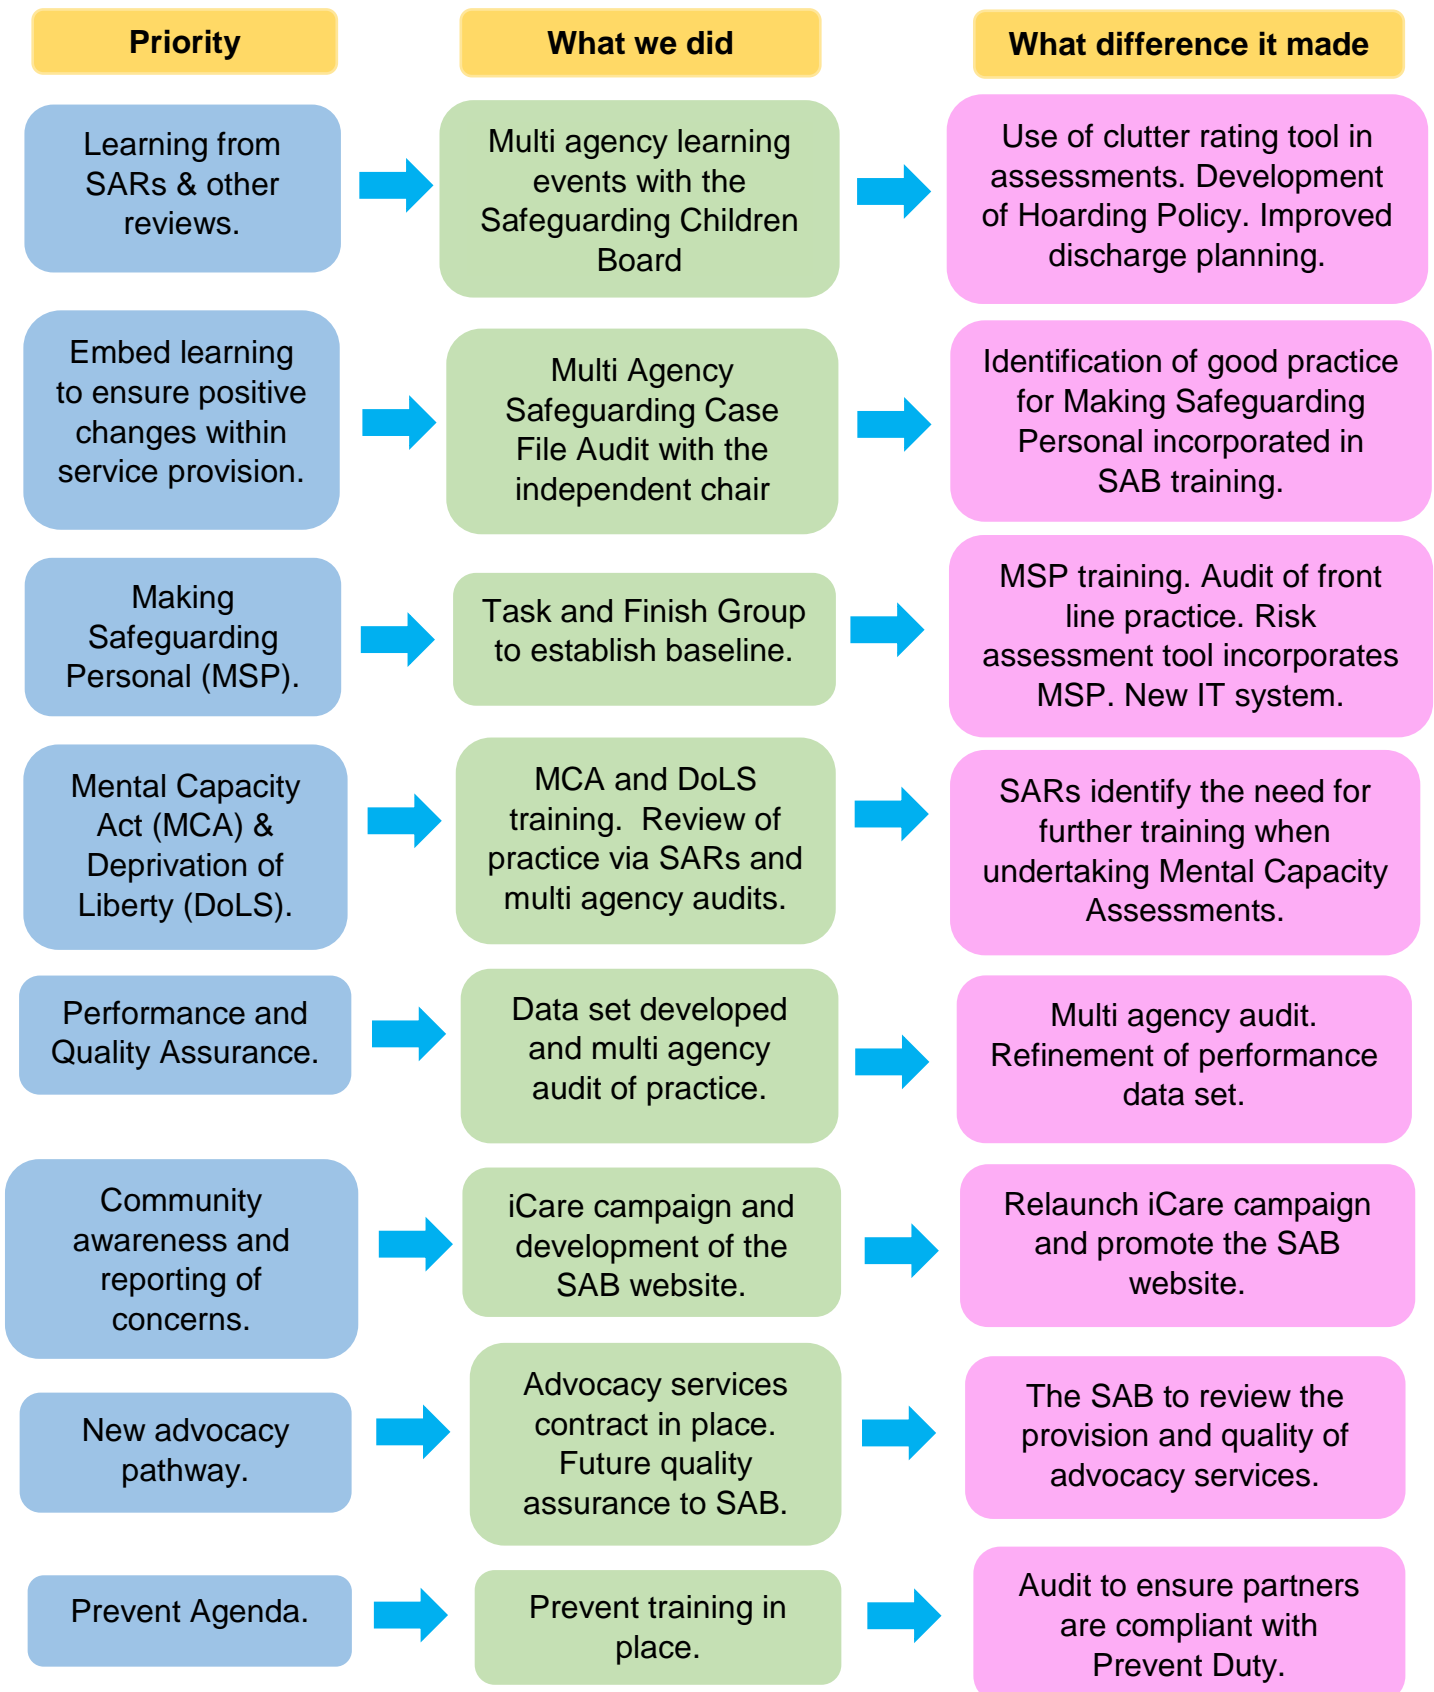 Priority
What we did
What difference it made
Learning from
SARs & other
reviews.
Multi agency learning
events with the
Safeguarding Children
Board
Use of clutter rating tool in
assessments. Development
of Hoarding Policy. Improved
discharge planning.
Embed learning
to ensure positive
changes within
service provision.
Multi Agency
Safeguarding Case
File Audit with the
independent chair
Identification of good practice
for Making Safeguarding
Personal incorporated in
SAB training.
Making
Safeguarding
Personal (MSP).
Task and Finish Group
to establish baseline.
MSP training. Audit of front
line practice. Risk
assessment tool incorporates
MSP. New IT system.
Mental Capacity
Act (MCA) &
Deprivation of
Liberty (DoLS).
MCA and DoLS
training.  Review of
practice via SARs and
multi agency audits.
SARs identify the need for
further training when
undertaking Mental Capacity
Assessments.
Performance and
Quality Assurance.
Data set developed
and multi agency
audit of practice.
Multi agency audit.
Refinement of performance
data set.
Community
awareness and
reporting of
concerns.
iCare campaign and
development of the
SAB website.
Relaunch iCare campaign
and promote the SAB
website.
New advocacy
pathway.
Advocacy services
contract in place.
Future quality
assurance to SAB.
The SAB to review the
provision and quality of
advocacy services.
Prevent Agenda.
Prevent training in
place.
Audit to ensure partners
are compliant with
Prevent Duty.